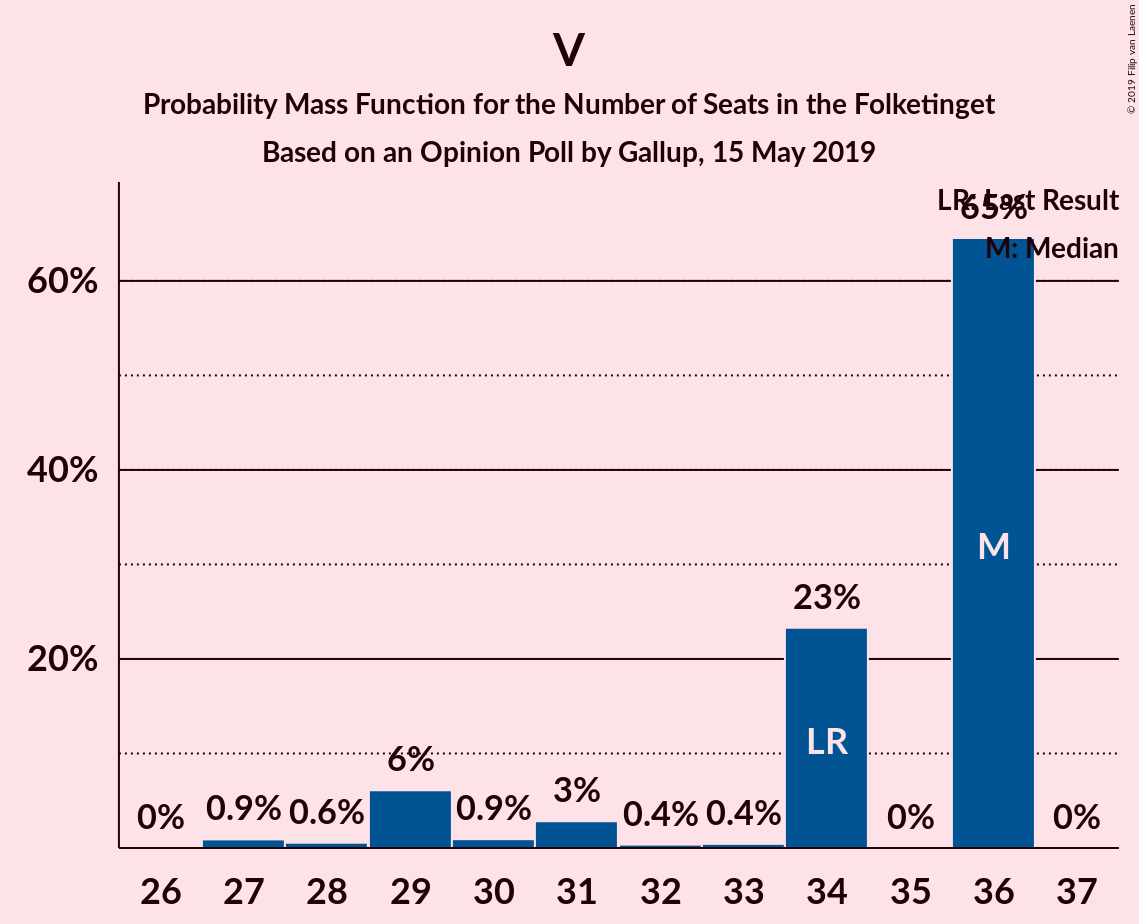 V
Probability Mass Function for the Number of Seats in the Folketinget
Based on an Opinion Poll by Gallup, 15 May 2019
© 2019 Filip van Laenen
LR: Last Result
M: Median
65%
60%
40%
20%
0%
0.9%
0.6%
6%
0.9%
3%
0.4%
0.4%
23%
0%
0%
LR
M
26 27 28 29 30 31 32 33 34 35 36 37